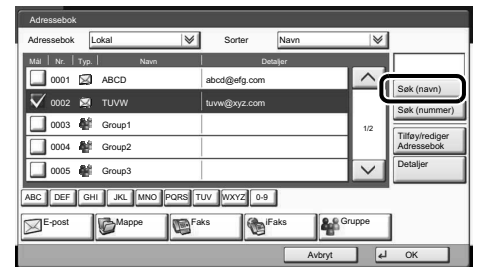 Adressebok
Adressebok Lokal Sorter Navn
Mål Nr. Typ. Navn Detaljer
0001 ABCD abcd@efg.com
0002 TUVW tuvw@xyz.com
0003 Group1
0004 Group2
0005 Group3
1/2
Søk (navn)
Søk (nummer)
Tilføy/rediger
Adressebok
Detaljer
ABC DEF GHI JKL MNO PQRS TUV WXYZ 0-9
E-post Mappe Faks iFaks Gruppe
Avbryt OK